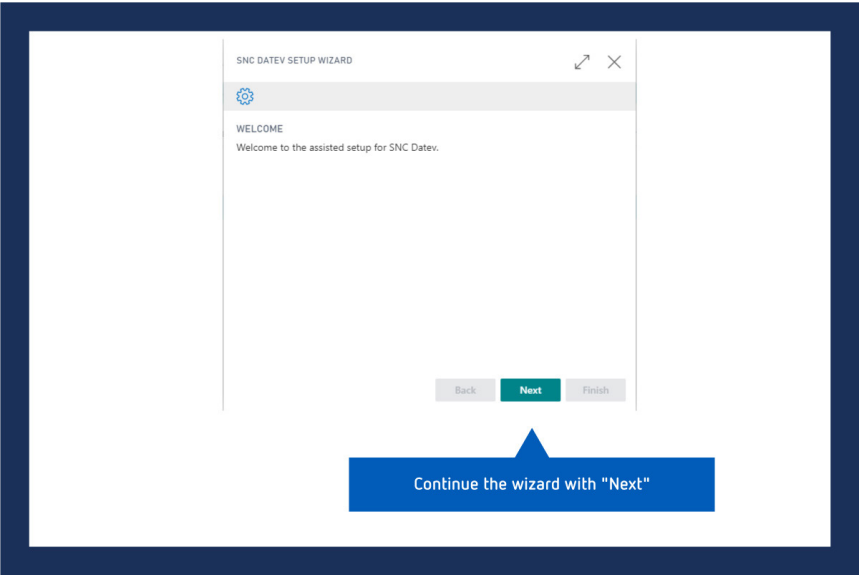 SNC DATEV SETUP WIZARD
WELCOME
Welcome to the assisted setup for SNC Datev.
Back Next Finish
Continue the wizard with "Next"